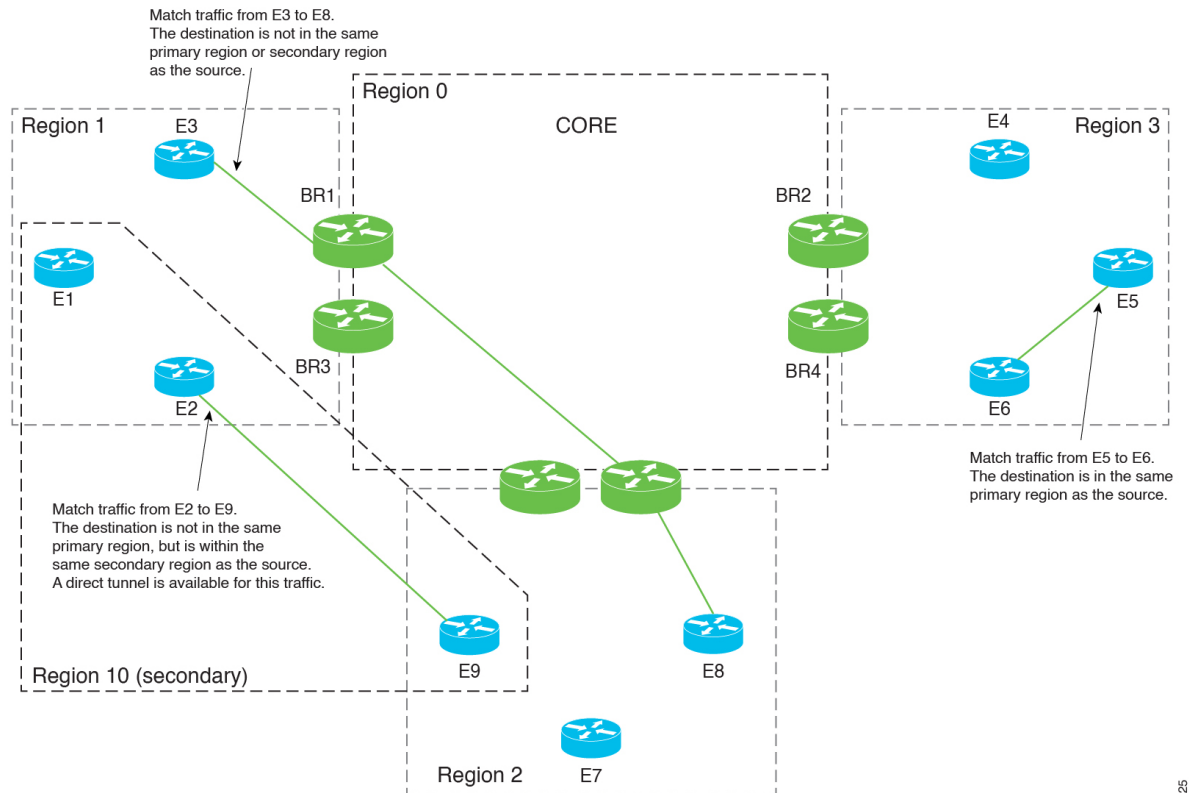 Match traffic from E3 to E8.
The destination is not in the same
primary region or secondary region
as the source.
Region 0
CORE
Region 1
E3
E4
Region 3
BR1
BR2
E1
E5
BR3
BR4
E2
E6
Match traffic from E5 to E6.
The destination is in the same
primary region as the source.
Match traffic from E2 to E9.
The destination is not in the same
primary region, but is within the
same secondary region as the source.
A direct tunnel is available for this traffic.
Region 10 (secondary)
E9
E8
Region 2
E7
25